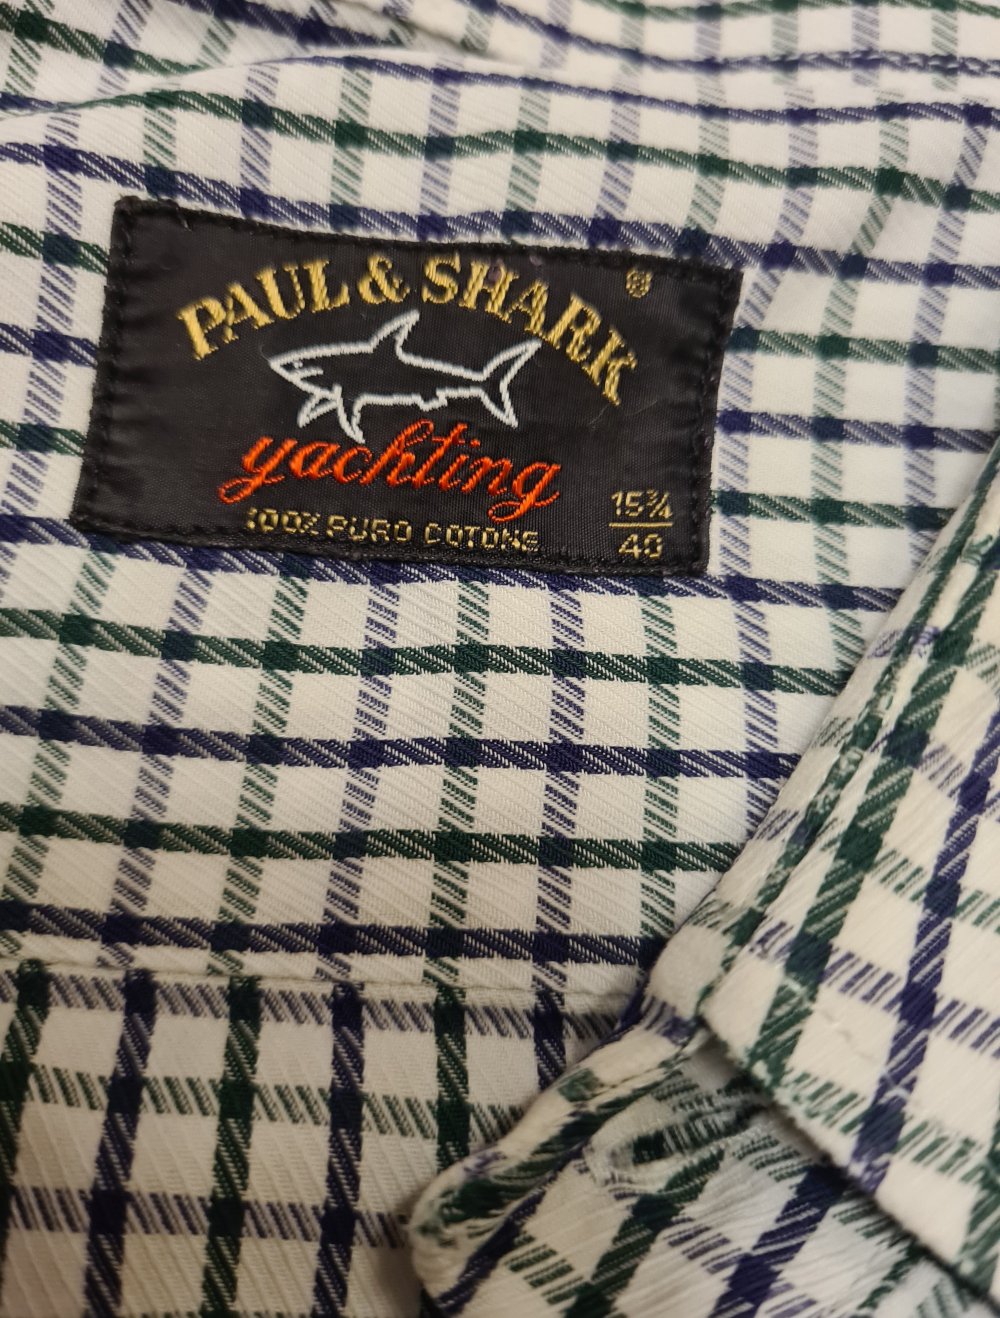 PAUL & SHARK ®
yachting
100% PURO COTONE
15¾
40